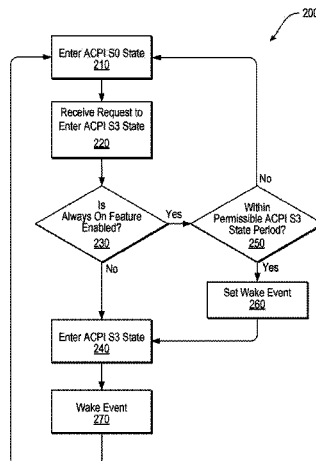 200
Enter ACPI S0 State
210
Receive Request to
Enter ACPI S3 State
220
Is
Always On Feature
Enabled?
230
Yes
No
Within
Permissible ACPI S3
State Period?
250
No
Yes
Set Wake Event
260
Enter ACPI S3 State
240
Wake Event
270